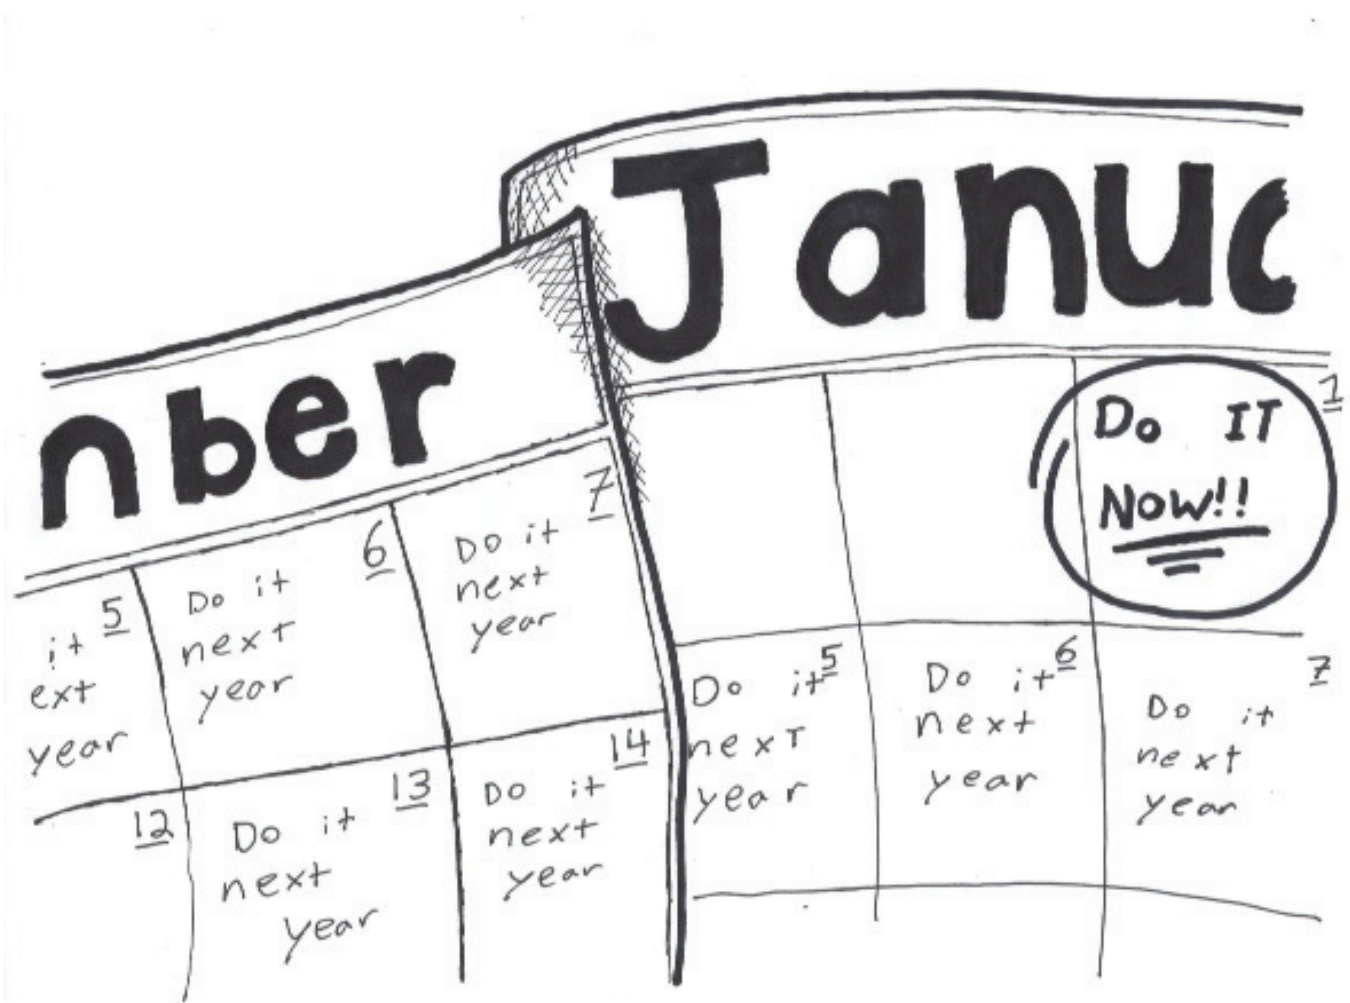 nber
5
it
ext
year
6
Do it
next
year
7
Do it
next
year
12
13
Do it
next
year
14
Do it
next
year
Janua
1
Do IT
Now!!
5
Do it
next
year
6
Do it
next
year
7
Do it
next
year